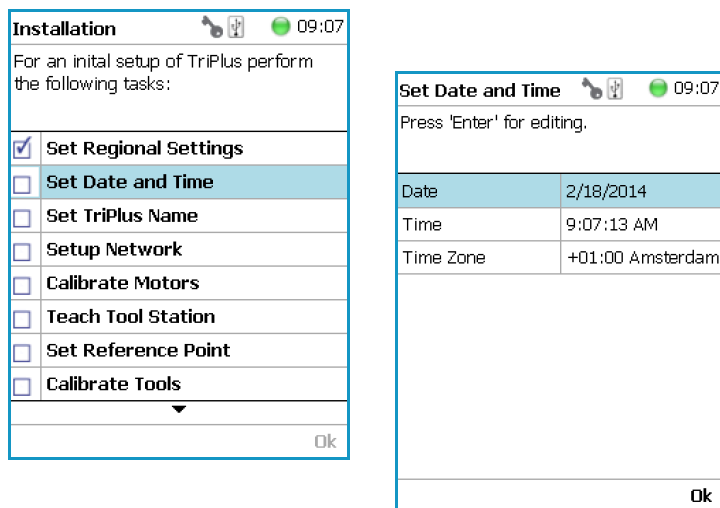 Installation 09:07
For an inital setup of TriPlus perform
the following tasks:
Set Regional Settings
Set Date and Time
Set TriPlus Name
Setup Network
Calibrate Motors
Teach Tool Station
Set Reference Point
Calibrate Tools
Ok
Set Date and Time 09:07
Press 'Enter' for editing.
Date 2/18/2014
Time 9:07:13 AM
Time Zone +01:00 Amsterdam
Ok